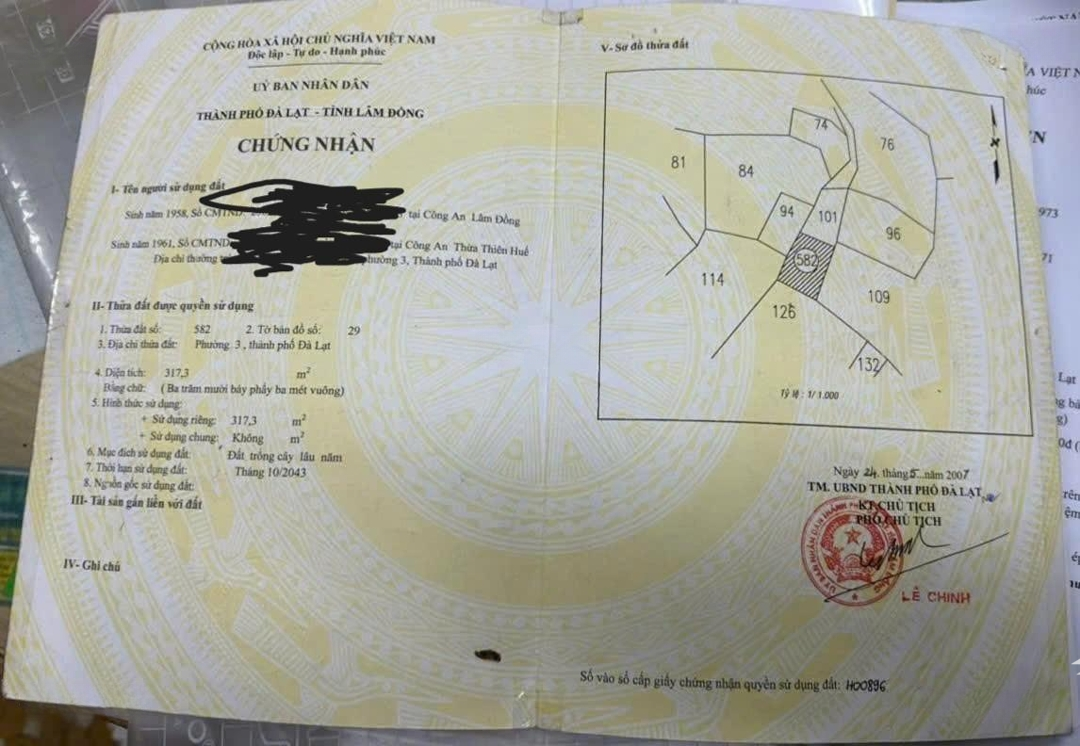 CỘNG HÒA XÃ HỘI CHỦ NGHĨA VIỆT NAM
Độc lập - Tự do - Hạnh phúc
UỶ BAN NHÂN DÂN
THÀNH PHỐ ĐÀ LẠT - TỈNH LÂM ĐỒNG
CHỨNG NHẬN
I- Tên người sử dụng đất
Sinh năm 1958, Số CMTND: tại Công An Lâm Đồng
Sinh năm 1961, Số CMTND tại Công An Thừa Thiên Huế
Địa chỉ thường phường 3, Thành phố Đà Lạt
II- Thửa đất được quyền sử dụng
1. Thửa đất số: 582 2. Tờ bản đồ số: 29
3. Địa chỉ thửa đất: Phường 3, thành phố Đà Lạt
4. Diện tích: 317,3 m²
Bằng chữ: (Ba trăm mười bảy phẩy ba mét vuông)
5. Hình thức sử dụng:
+ Sử dụng riêng: 317,3 m²
+ Sử dụng chung: Không m²
6. Mục đích sử dụng đất: Đất trồng cây lâu năm
7. Thời hạn sử dụng đất: Tháng 10/2043
8. Nguồn gốc sử dụng đất:
III- Tài sản gắn liền với đất
IV- Ghi chú
V- Sơ đồ thửa đất
74
76
81
84
94
101
96
582
114
109
126
132
Tỷ lệ : 1/1.000
Ngày 24 tháng 5 năm 2007
TM. UBND THÀNH PHỐ ĐÀ LẠT
KT.CHỦ TỊCH
PHÓ CHỦ TỊCH
LÊ CHINH
Số vào sổ cấp giấy chứng nhận quyền sử dụng đất: H00896
A VIỆT N
húc
973
71
Lạt